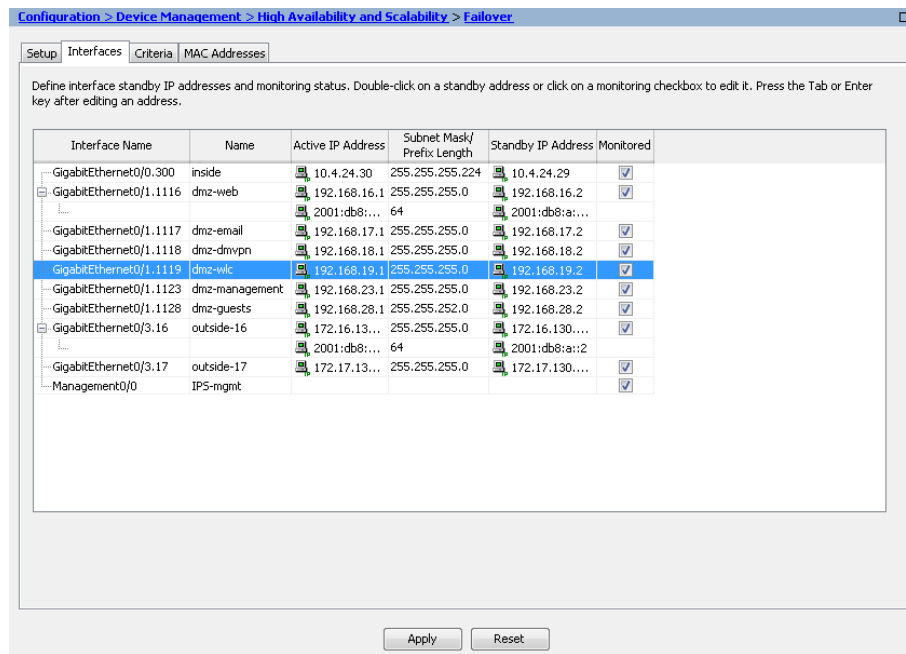 Configuration > Device Management > High Availability and Scalability > Failover
Setup Interfaces Criteria MAC Addresses
Define interface standby IP addresses and monitoring status. Double-click on a standby address or click on a monitoring checkbox to edit it. Press the Tab or Enter
key after editing an address.
Interface Name Name Active IP Address Subnet Mask/ Prefix Length Standby IP Address Monitored
GigabitEthernet0/0.300 inside 10.4.24.30 255.255.255.224 10.4.24.29
GigabitEthernet0/1.1116 dmz-web 192.168.16.1 255.255.255.0 192.168.16.2
2001:db8:... 64 2001:db8:a:...
GigabitEthernet0/1.1117 dmz-email 192.168.17.1 255.255.255.0 192.168.17.2
GigabitEthernet0/1.1118 dmz-dmvpn 192.168.18.1 255.255.255.0 192.168.18.2
GigabitEthernet0/1.1119 dmz-wlc 192.168.19.1 255.255.255.0 192.168.19.2
GigabitEthernet0/1.1123 dmz-management 192.168.23.1 255.255.255.0 192.168.23.2
GigabitEthernet0/1.1128 dmz-guests 192.168.28.1 255.255.252.0 192.168.28.2
GigabitEthernet0/3.16 outside-16 172.16.13... 255.255.255.0 172.16.130....
2001:db8:... 64 2001:db8:a::2
GigabitEthernet0/3.17 outside-17 172.17.13... 255.255.255.0 172.17.130....
Management0/0 IPS-mgmt
Apply Reset